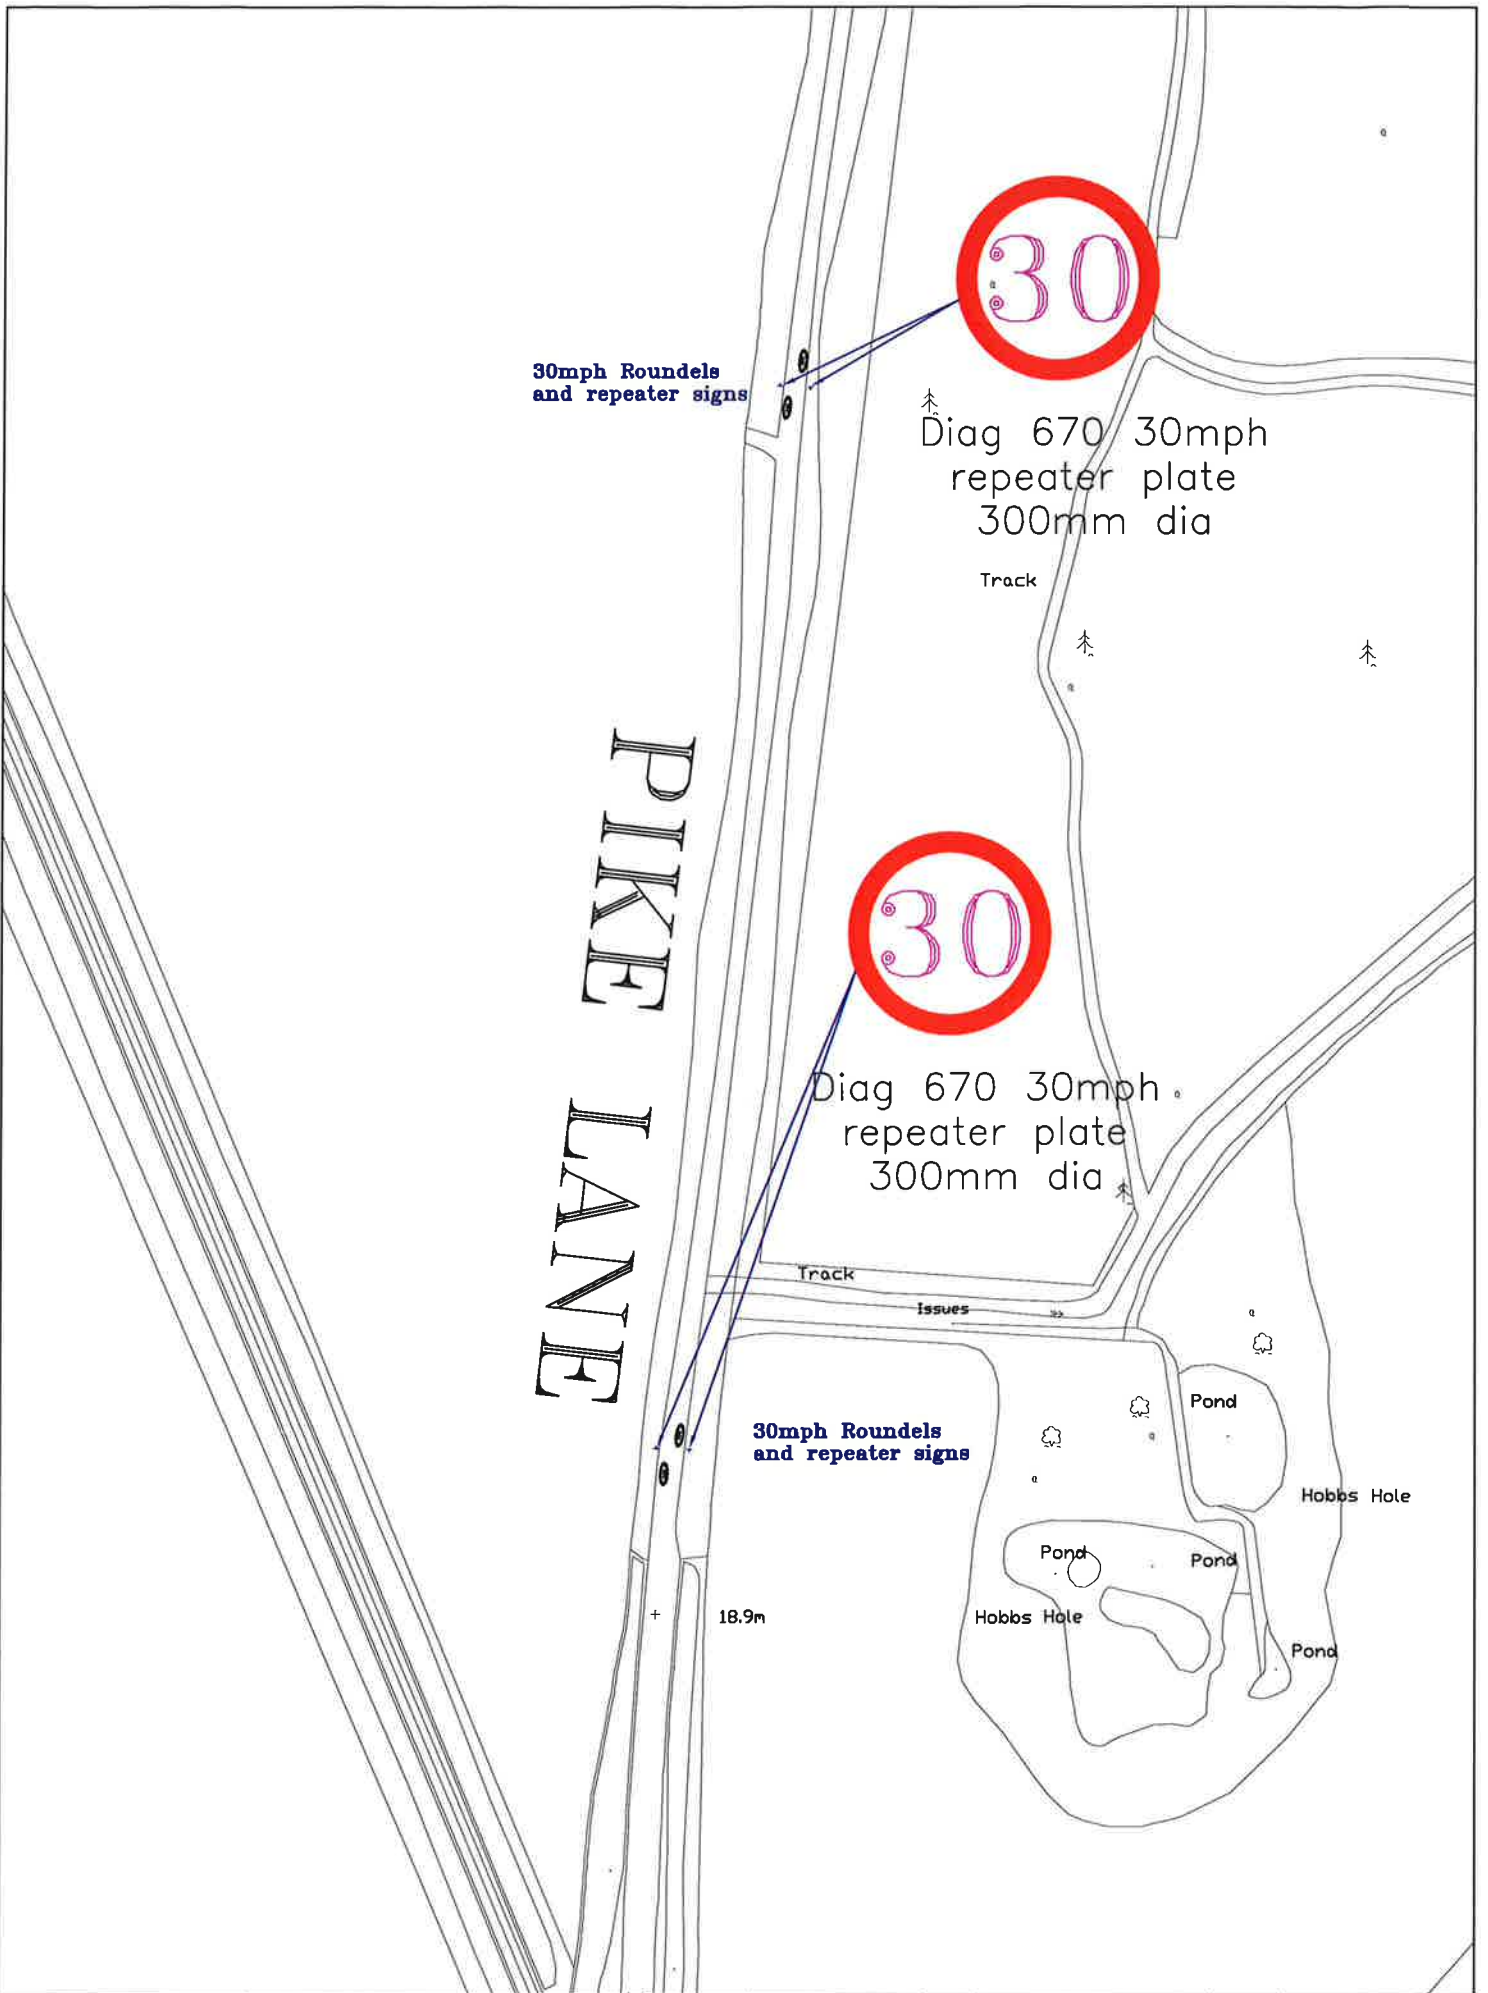 30
30mph Roundels
and repeater signs
Diag 670 30mph
repeater plate
300mm dia
Track
PIKE LANE
30
Diag 670 30mph
repeater plate
300mm dia
Track
Issues
30mph Roundels
and repeater signs
Pond
Hobbs Hole
Pond
Pond
18.9m
Hobbs Hole
Pond